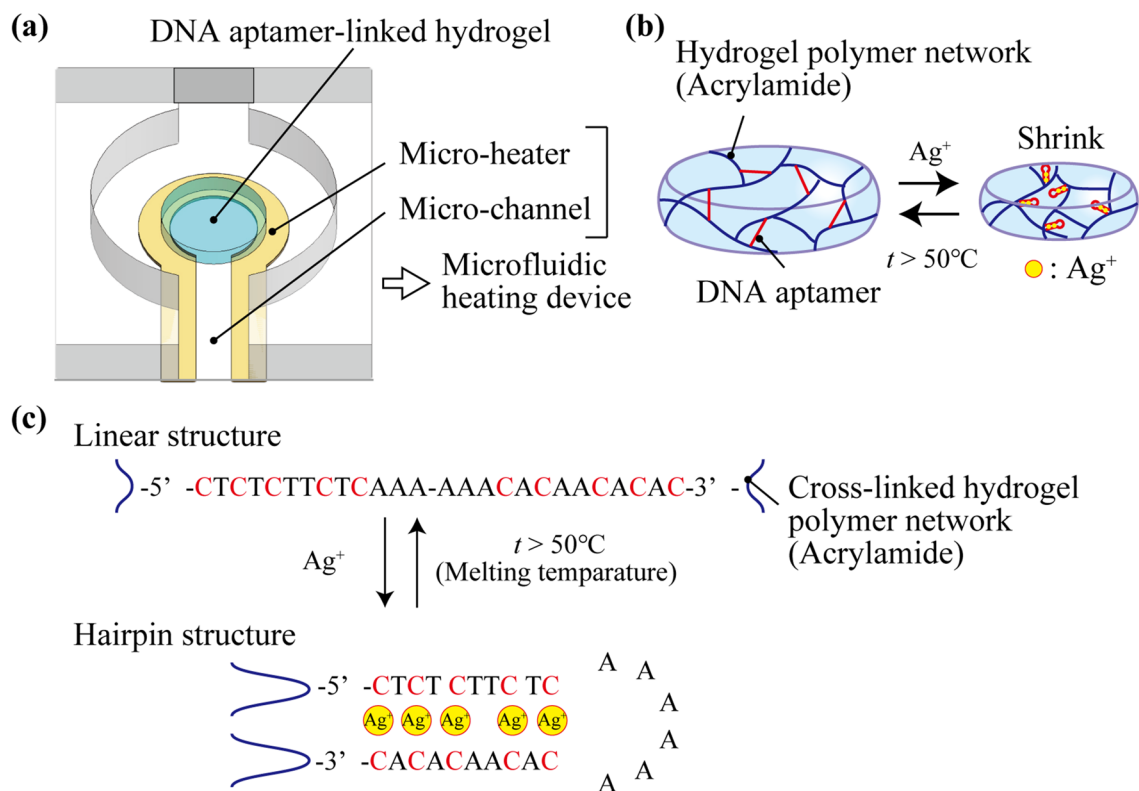 (a)
DNA aptamer-linked hydrogel
Micro-heater
Micro-channel
Microfluidic
heating device
(b)
Hydrogel polymer network
(Acrylamide)
Ag⁺
t > 50℃
Shrink
DNA aptamer
: Ag⁺
(c)
Linear structure
-5’ -CTCTCTTCTCAAA-AAACACAACACAC-3’ -
Cross-linked hydrogel
polymer network
(Acrylamide)
Ag⁺
t > 50℃
(Melting temparature)
Hairpin structure
-5’ -CTCT CTTC TC
Ag⁺ Ag⁺ Ag⁺ Ag⁺ Ag⁺
-3’ -CACACAACAC
A A A A A A